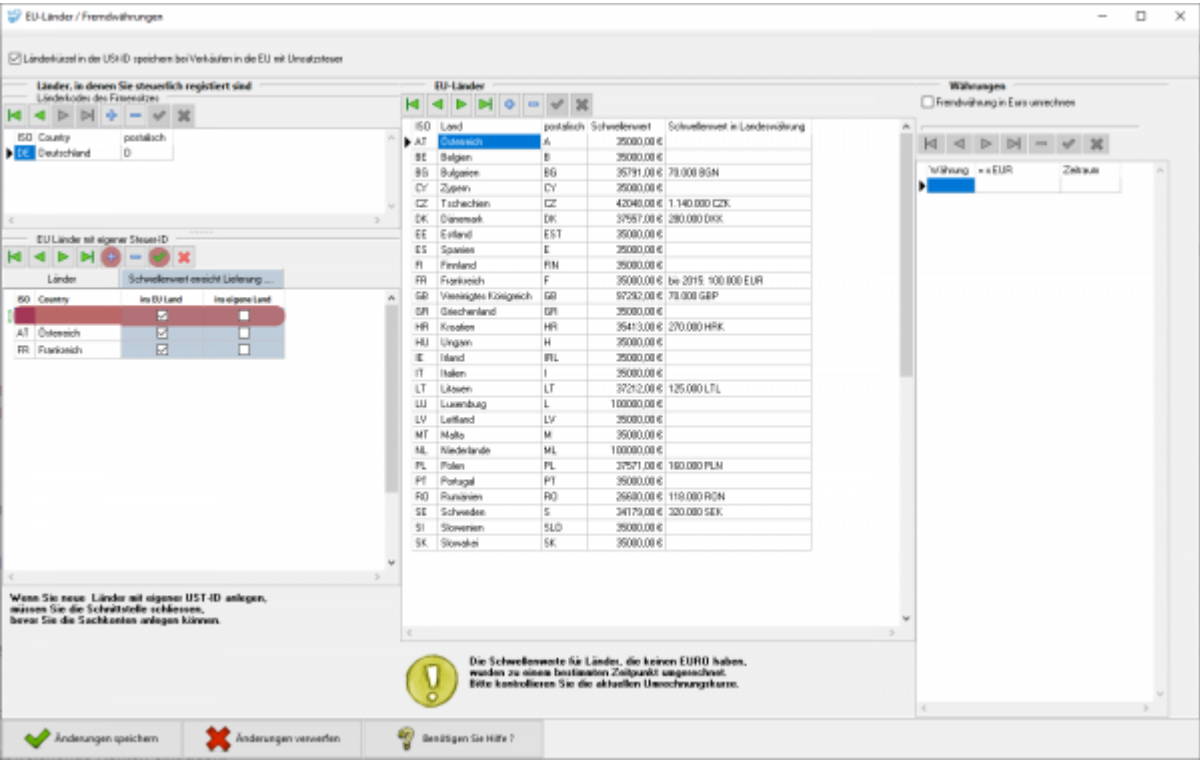 EU-Länder / Fremdwährungen
Länderkürzel in der USt-ID speichern bei Verkäufen in die EU mit Umsatzsteuer
Länder, in denen Sie steuerlich registiert sind
Länderkodes des Firmensitzes
ISO Country postalisch
DE Deutschland D
EU Länder mit eigener Steuer-ID
Länder Schwellenwert erreicht Lieferung ...
ISO Country ins EU Land ins eigene Land
AT Österreich
FR Frankreich
Wenn Sie neue Länder mit eigener UST-ID anlegen,
müssen Sie die Schnittstelle schliessen,
bevor Sie die Sachkonten anlegen können.
EU-Länder
ISO Land postalisch Schwellenwert Schwellenwert in Landeswährung
AT Österreich A 35000,00 €
BE Belgien B 35000,00 €
BG Bulgarien BG 35791,00 € 70.000 BGN
CY Zypern CY 35000,00 €
CZ Tschechien CZ 42048,00 € 1.140.000 CZK
DK Dänemark DK 37557,00 € 280.000 DKK
EE Estland EST 35000,00 €
ES Spanien E 35000,00 €
FI Finnland FIN 35000,00 €
FR Frankreich F 35000,00 € bis 2015: 100.000 EUR
GB Vereinigtes Königreich GB 97292,00 € 70.000 GBP
GR Griechenland GR 35000,00 €
HR Kroatien HR 35413,00 € 270.000 HRK
HU Ungarn H 35000,00 €
IE Irland IRL 35000,00 €
IT Italien I 35000,00 €
LT Litauen LT 37212,00 € 125.000 LTL
LU Luxemburg L 100000,00 €
LV Lettland LV 35000,00 €
MT Malta M 35000,00 €
NL Niederlande ML 100000,00 €
PL Polen PL 37571,00 € 160.000 PLN
PT Portugal PT 35000,00 €
RO Rumänien RO 26600,00 € 118.000 RON
SE Schweden S 34179,00 € 320.000 SEK
SI Slowenien SLO 35000,00 €
SK Slowakei SK 35000,00 €
Die Schwellenwerte für Länder, die keinen EURO haben,
wurden zu einem bestimmten Zeitpunkt umgerechnet.
Bitte kontrollieren Sie die aktuellen Umrechnungskurse.
Währungen
Fremdwährung in Euro umrechnen
Währung = x EUR Zeitraum
Änderungen speichern
Änderungen verwerfen
Benötigen Sie Hilfe ?